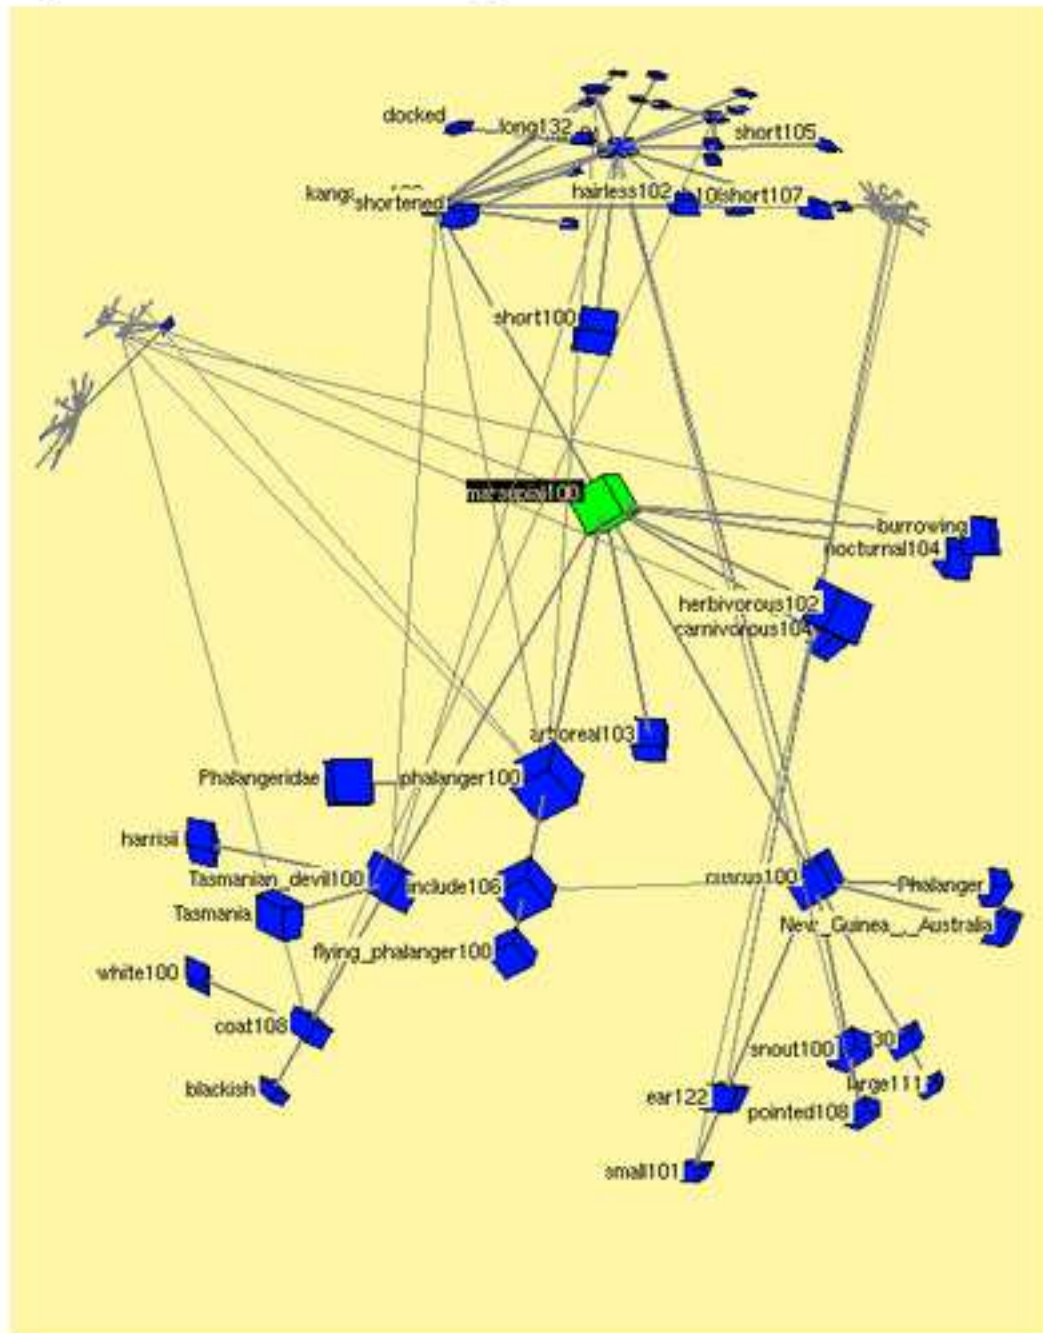 docked
long132
short105
shortened
hairless102
short107
short100
marsupial100
burrowing
nocturnal104
herbivorous102
carnivorous104
arboreal103
Phalangeridae
phalanger100
harrisii
Tasmanian_devil100
include106
cuscus100
Phalanger
Tasmania
New_Guinea_,_Australia
flying_phalanger100
white100
coat108
snout100
30
large111
blackish
ear122
pointed108
small101